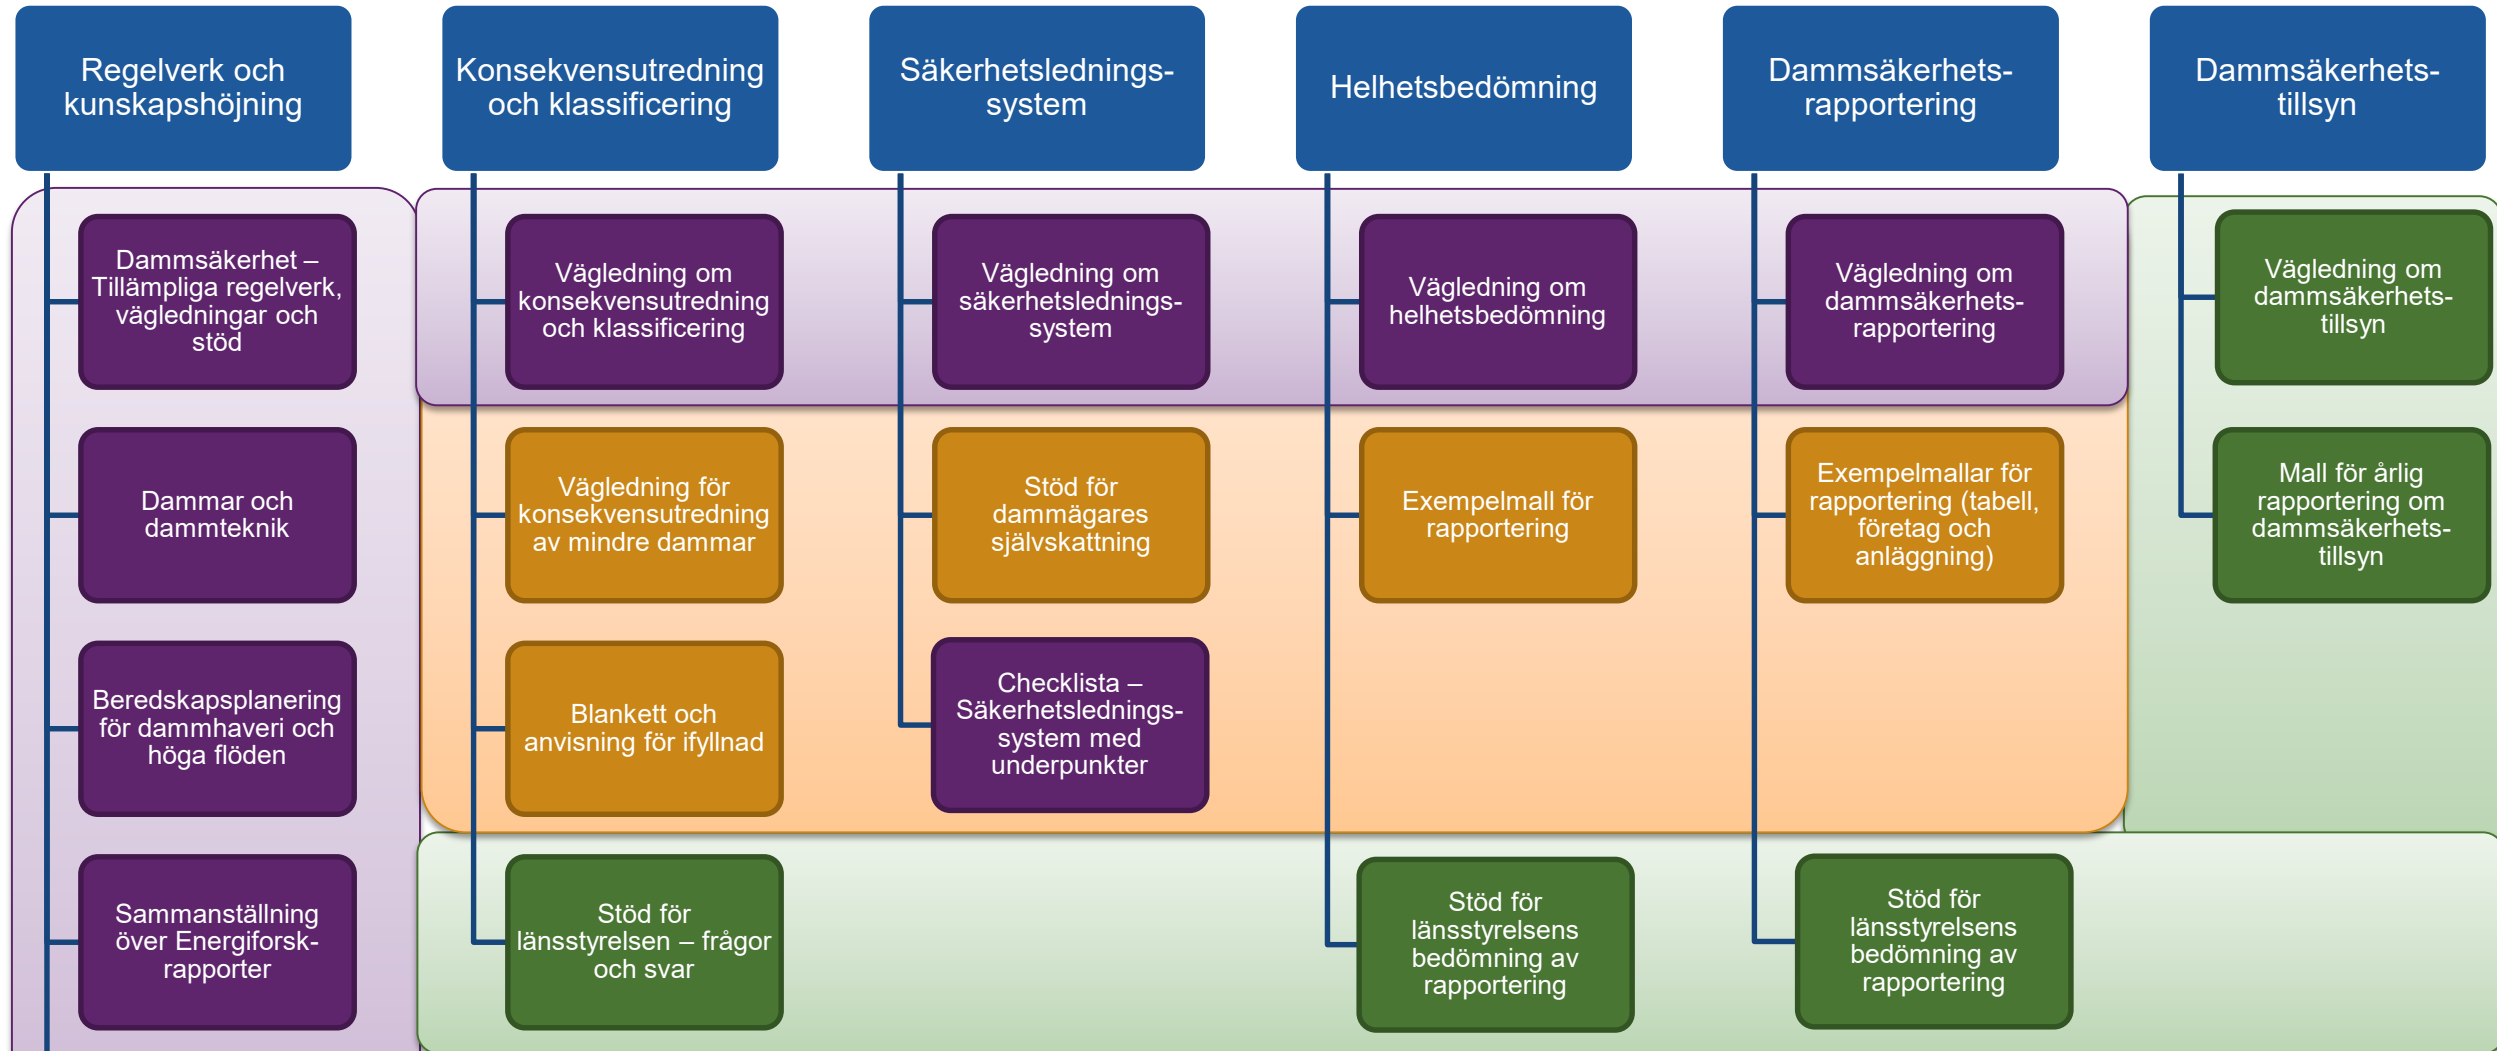 Regelverk och
kunskapshöjning
Konsekvensutredning
och klassificering
Säkerhetslednings-
system
Helhetsbedömning
Dammsäkerhets-
rapportering
Dammsäkerhets-
tillsyn
Dammsäkerhet –
Tillämpliga regelverk,
vägledningar och
stöd
Vägledning om
konsekvensutredning
och klassificering
Vägledning om
säkerhetslednings-
system
Vägledning om
helhetsbedömning
Vägledning om
dammsäkerhets-
rapportering
Vägledning om
dammsäkerhets-
tillsyn
Dammar och
dammteknik
Vägledning för
konsekvensutredning
av mindre dammar
Stöd för
dammägares
självskattning
Exempelmall för
rapportering
Exempelmallar för
rapportering (tabell,
företag och
anläggning)
Mall för årlig
rapportering om
dammsäkerhets-
tillsyn
Beredskapsplanering
för dammhaveri och
höga flöden
Blankett och
anvisning för ifyllnad
Checklista –
Säkerhetslednings-
system med
underpunkter
Sammanställning
över Energiforsk-
rapporter
Stöd för
länsstyrelsen – frågor
och svar
Stöd för
länsstyrelsens
bedömning av
rapportering
Stöd för
länsstyrelsens
bedömning av
rapportering